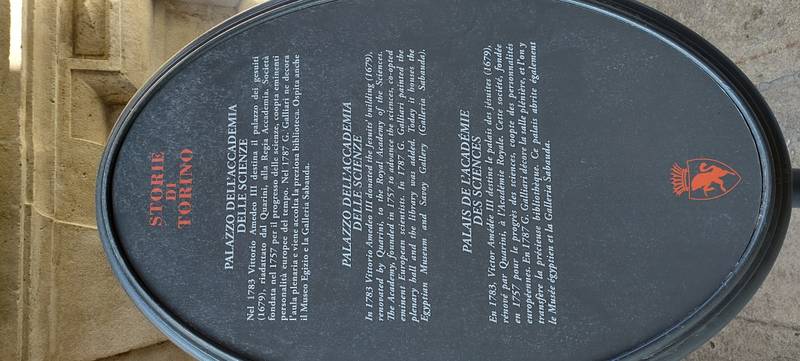 STORIE
DI
TORINO
PALAZZO DELL'ACCADEMIA
DELLE SCIENZE
Nel 1783 Vittorio Amedeo III destina il palazzo dei gesuiti
(1679), riadattato dal Quarini, alla Regia Accademia. Società
fondata nel 1757 per il progresso delle scienze, coopta eminenti
personalità europee del tempo. Nel 1787 G. Galliari ne decora
l'aula plenaria e viene accolta la preziosa biblioteca. Ospita anche
il Museo Egizio e la Galleria Sabauda.
PALAZZO DELL'ACCADEMIA
DELLE SCIENZE
In 1783 Vittorio Amedeo III donated the Jesuits' building (1679),
renovated by Quarini, to the Royal Academy of the Sciences.
The Academy, founded in 1757 to advance the sciences, co-opted
eminent European scientists. In 1787 G. Galliari painted the
plenary hall and the library was added. Today it houses the
Egyptian Museum and Savoy Gallery (Galleria Sabauda).
PALAIS DE L'ACADÉMIE
DES SCIENCES
En 1783, Victor Amédée III destine le palais des jésuites (1679),
rénové par Quarini, à l'Académie Royale. Cette société, fondée
en 1757 pour le progrès des sciences, coopte des personnalités
européennes. En 1787 G. Galliari décore la salle plénière, et l'on y
transfère la précieuse bibliothèque. Ce palais abrite également
le Musée égyptien et la Galleria Sabauda.